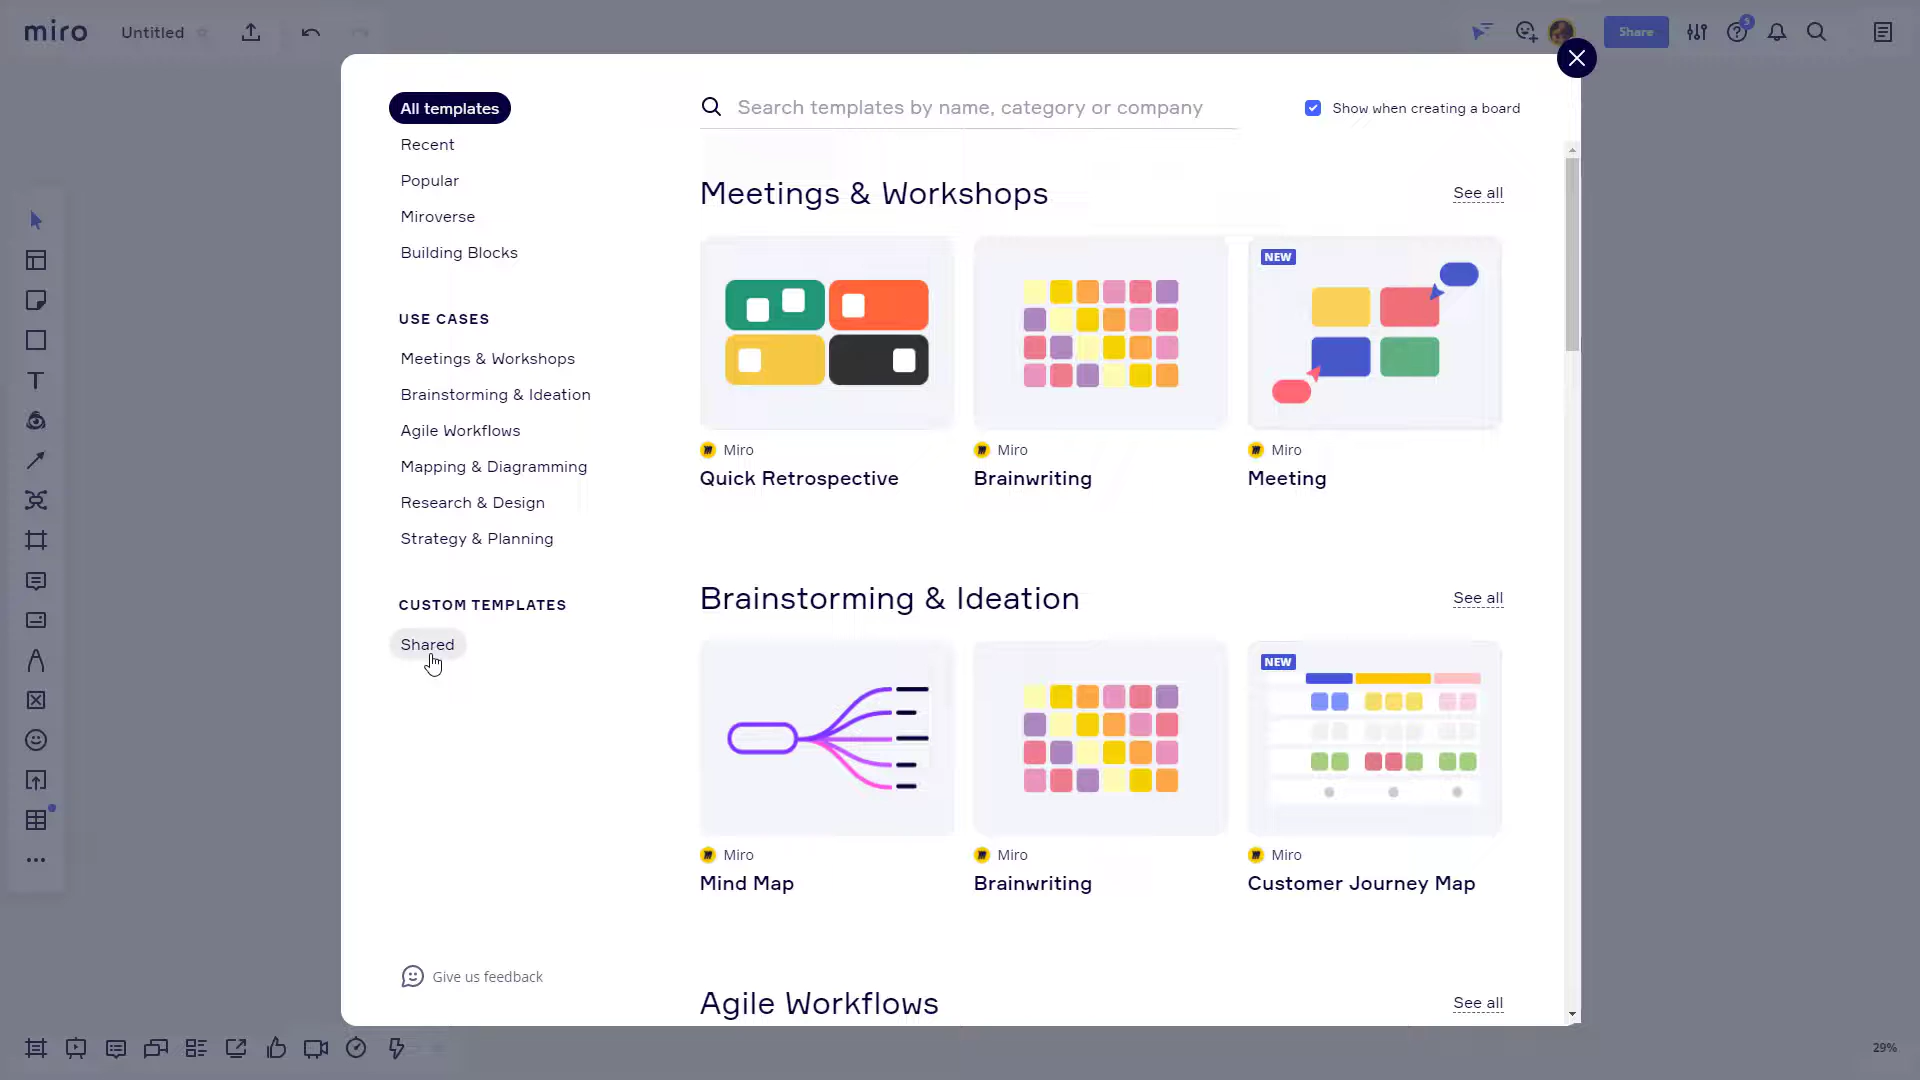 miro
Untitled
Share
5
All templates
Recent
Popular
Miroverse
Building Blocks
USE CASES
Meetings & Workshops
Brainstorming & Ideation
Agile Workflows
Mapping & Diagramming
Research & Design
Strategy & Planning
CUSTOM TEMPLATES
Shared
Give us feedback
Search templates by name, category or company
Show when creating a board
Meetings & Workshops
See all
NEW
Miro
Miro
Miro
Quick Retrospective
Brainwriting
Meeting
Brainstorming & Ideation
See all
NEW
Miro
Miro
Miro
Mind Map
Brainwriting
Customer Journey Map
Agile Workflows
See all
29%